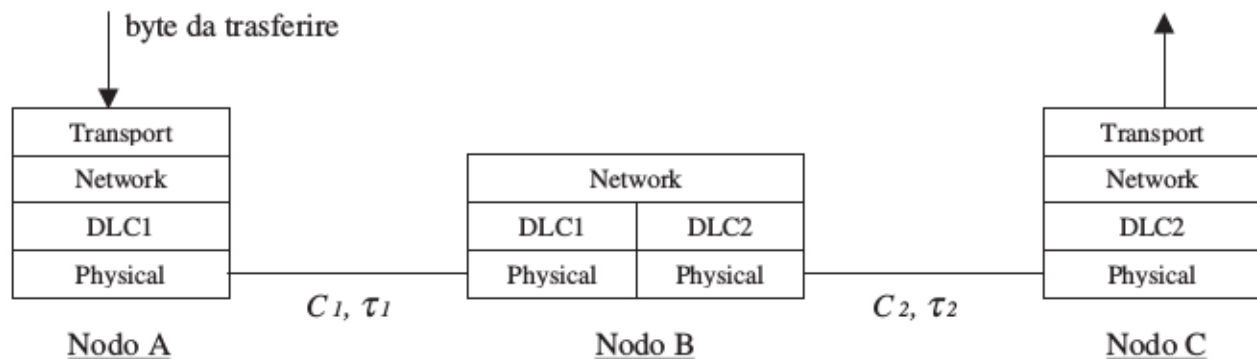 byte da trasferire
Transport
Network
DLC1
Physical
Network
DLC1 DLC2
Physical Physical
Transport
Network
DLC2
Physical
C1, τ1
C2, τ2
Nodo A
Nodo B
Nodo C